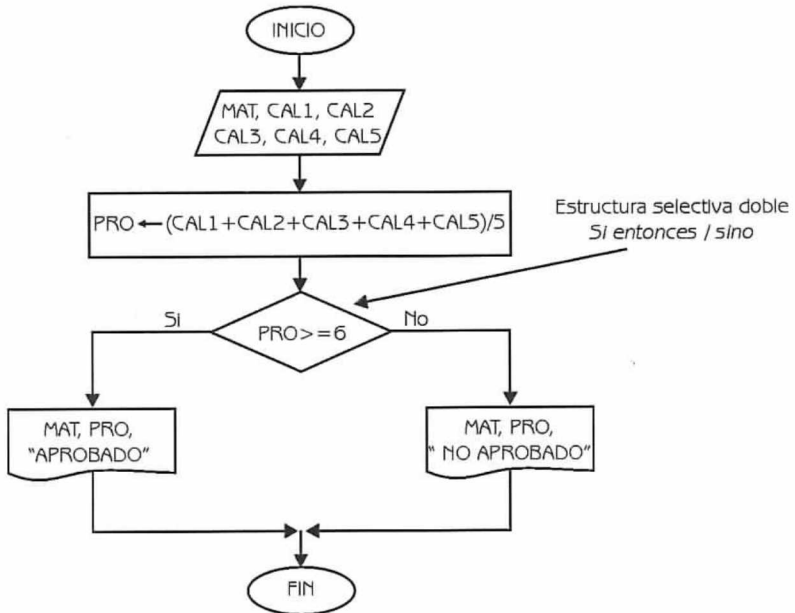 INICIO
MAT, CAL1, CAL2
CAL3, CAL4, CAL5
PRO ← (CAL1+CAL2+CAL3+CAL4+CAL5)/5
Estructura selectiva doble
Si entonces / sino
PRO>=6
Si
No
MAT, PRO,
"APROBADO"
MAT, PRO,
" NO APROBADO"
FIN